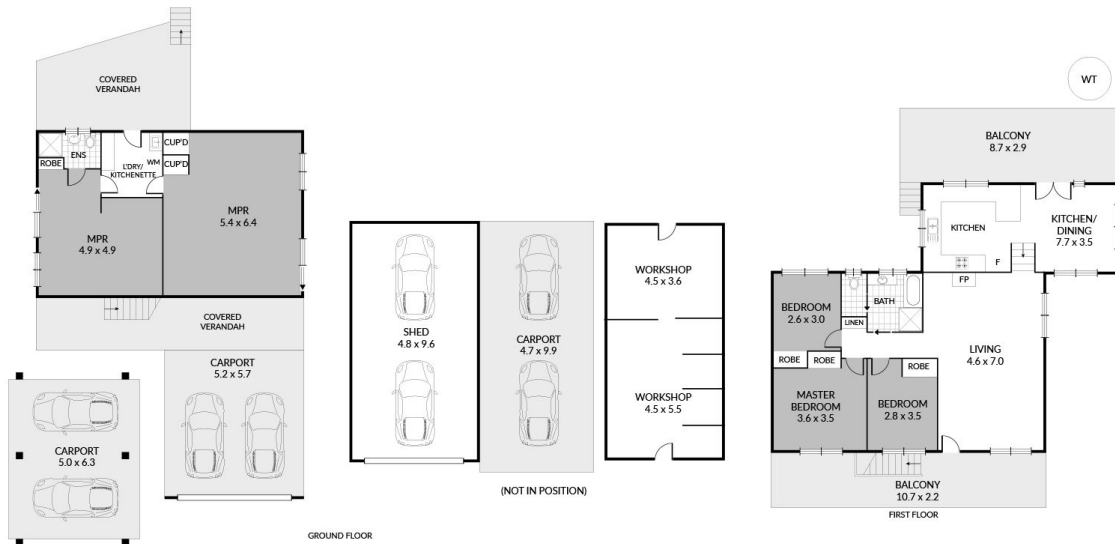 COVERED
VERANDAH
ENS
ROBE
L'DRY/
KITCHENETTE
WM
CUP'D
CUP'D
MPR
5.4 x 6.4
MPR
4.9 x 4.9
COVERED
VERANDAH
CARPORT
5.2 x 5.7
CARPORT
5.0 x 6.3
SHED
4.8 x 9.6
CARPORT
4.7 x 9.9
WORKSHOP
4.5 x 3.6
WORKSHOP
4.5 x 5.5
(NOT IN POSITION)
GROUND FLOOR
WT
BALCONY
8.7 x 2.9
KITCHEN
KITCHEN/
DINING
7.7 x 3.5
F
FP
BEDROOM
2.6 x 3.0
BATH
LINEN
ROBE
ROBE
ROBE
LIVING
4.6 x 7.0
MASTER
BEDROOM
3.6 x 3.5
BEDROOM
2.8 x 3.5
BALCONY
10.7 x 2.2
FIRST FLOOR